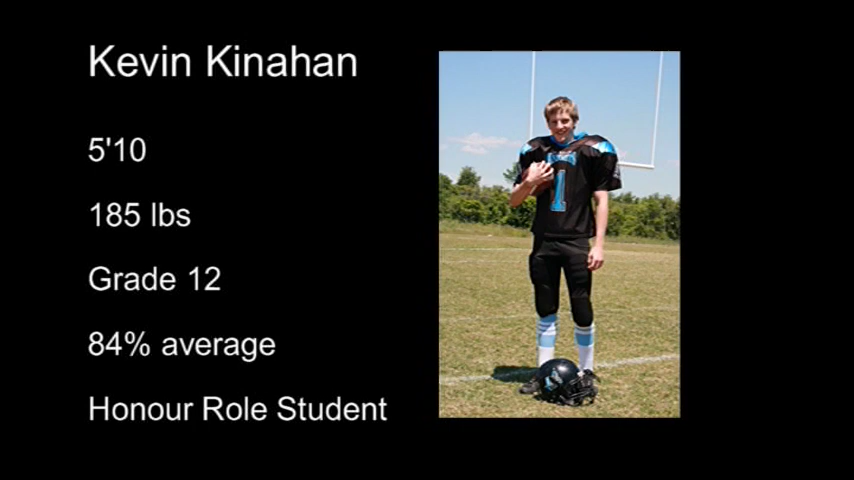 Kevin Kinahan
5'10
185 lbs
Grade 12
84% average
Honour Role Student
1